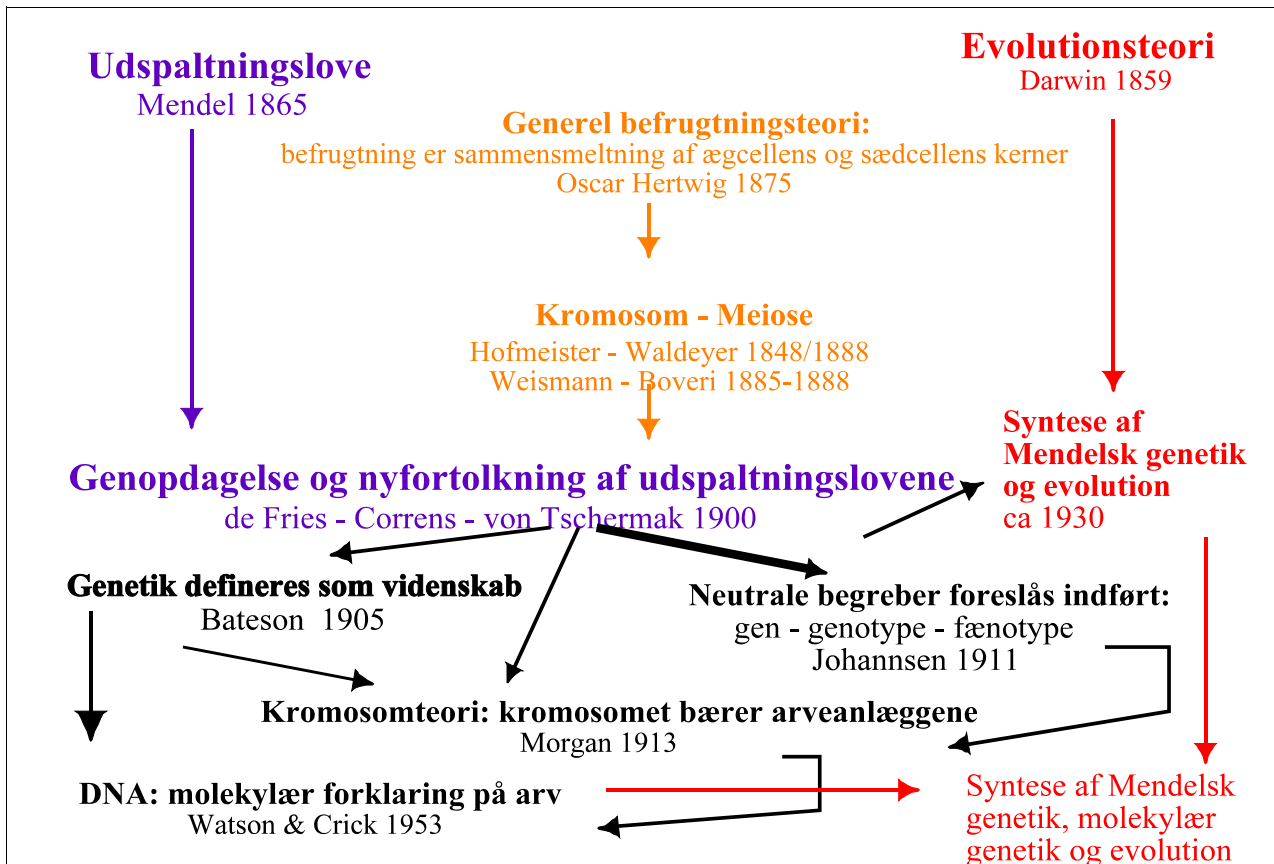 Udspaltningslove
Mendel 1865
Evolutionsteori
Darwin 1859
Generel befrugtningsteori:
befrugtning er sammensmeltning af ægcellens og sædcellens kerner
Oscar Hertwig 1875
Kromosom - Meiose
Hofmeister - Waldeyer 1848/1888
Weismann - Boveri 1885-1888
Syntese af
Mendelsk genetik
og evolution
ca 1930
Genopdagelse og nyfortolkning af udspaltningslovene
de Fries - Correns - von Tschermak 1900
Genetik defineres som videnskab
Bateson 1905
Neutrale begreber foreslås indført:
gen - genotype - fænotype
Johannsen 1911
Kromosomteori: kromosomet bærer arveanlæggene
Morgan 1913
DNA: molekylær forklaring på arv
Watson & Crick 1953
Syntese af Mendelsk
genetik, molekylær
genetik og evolution